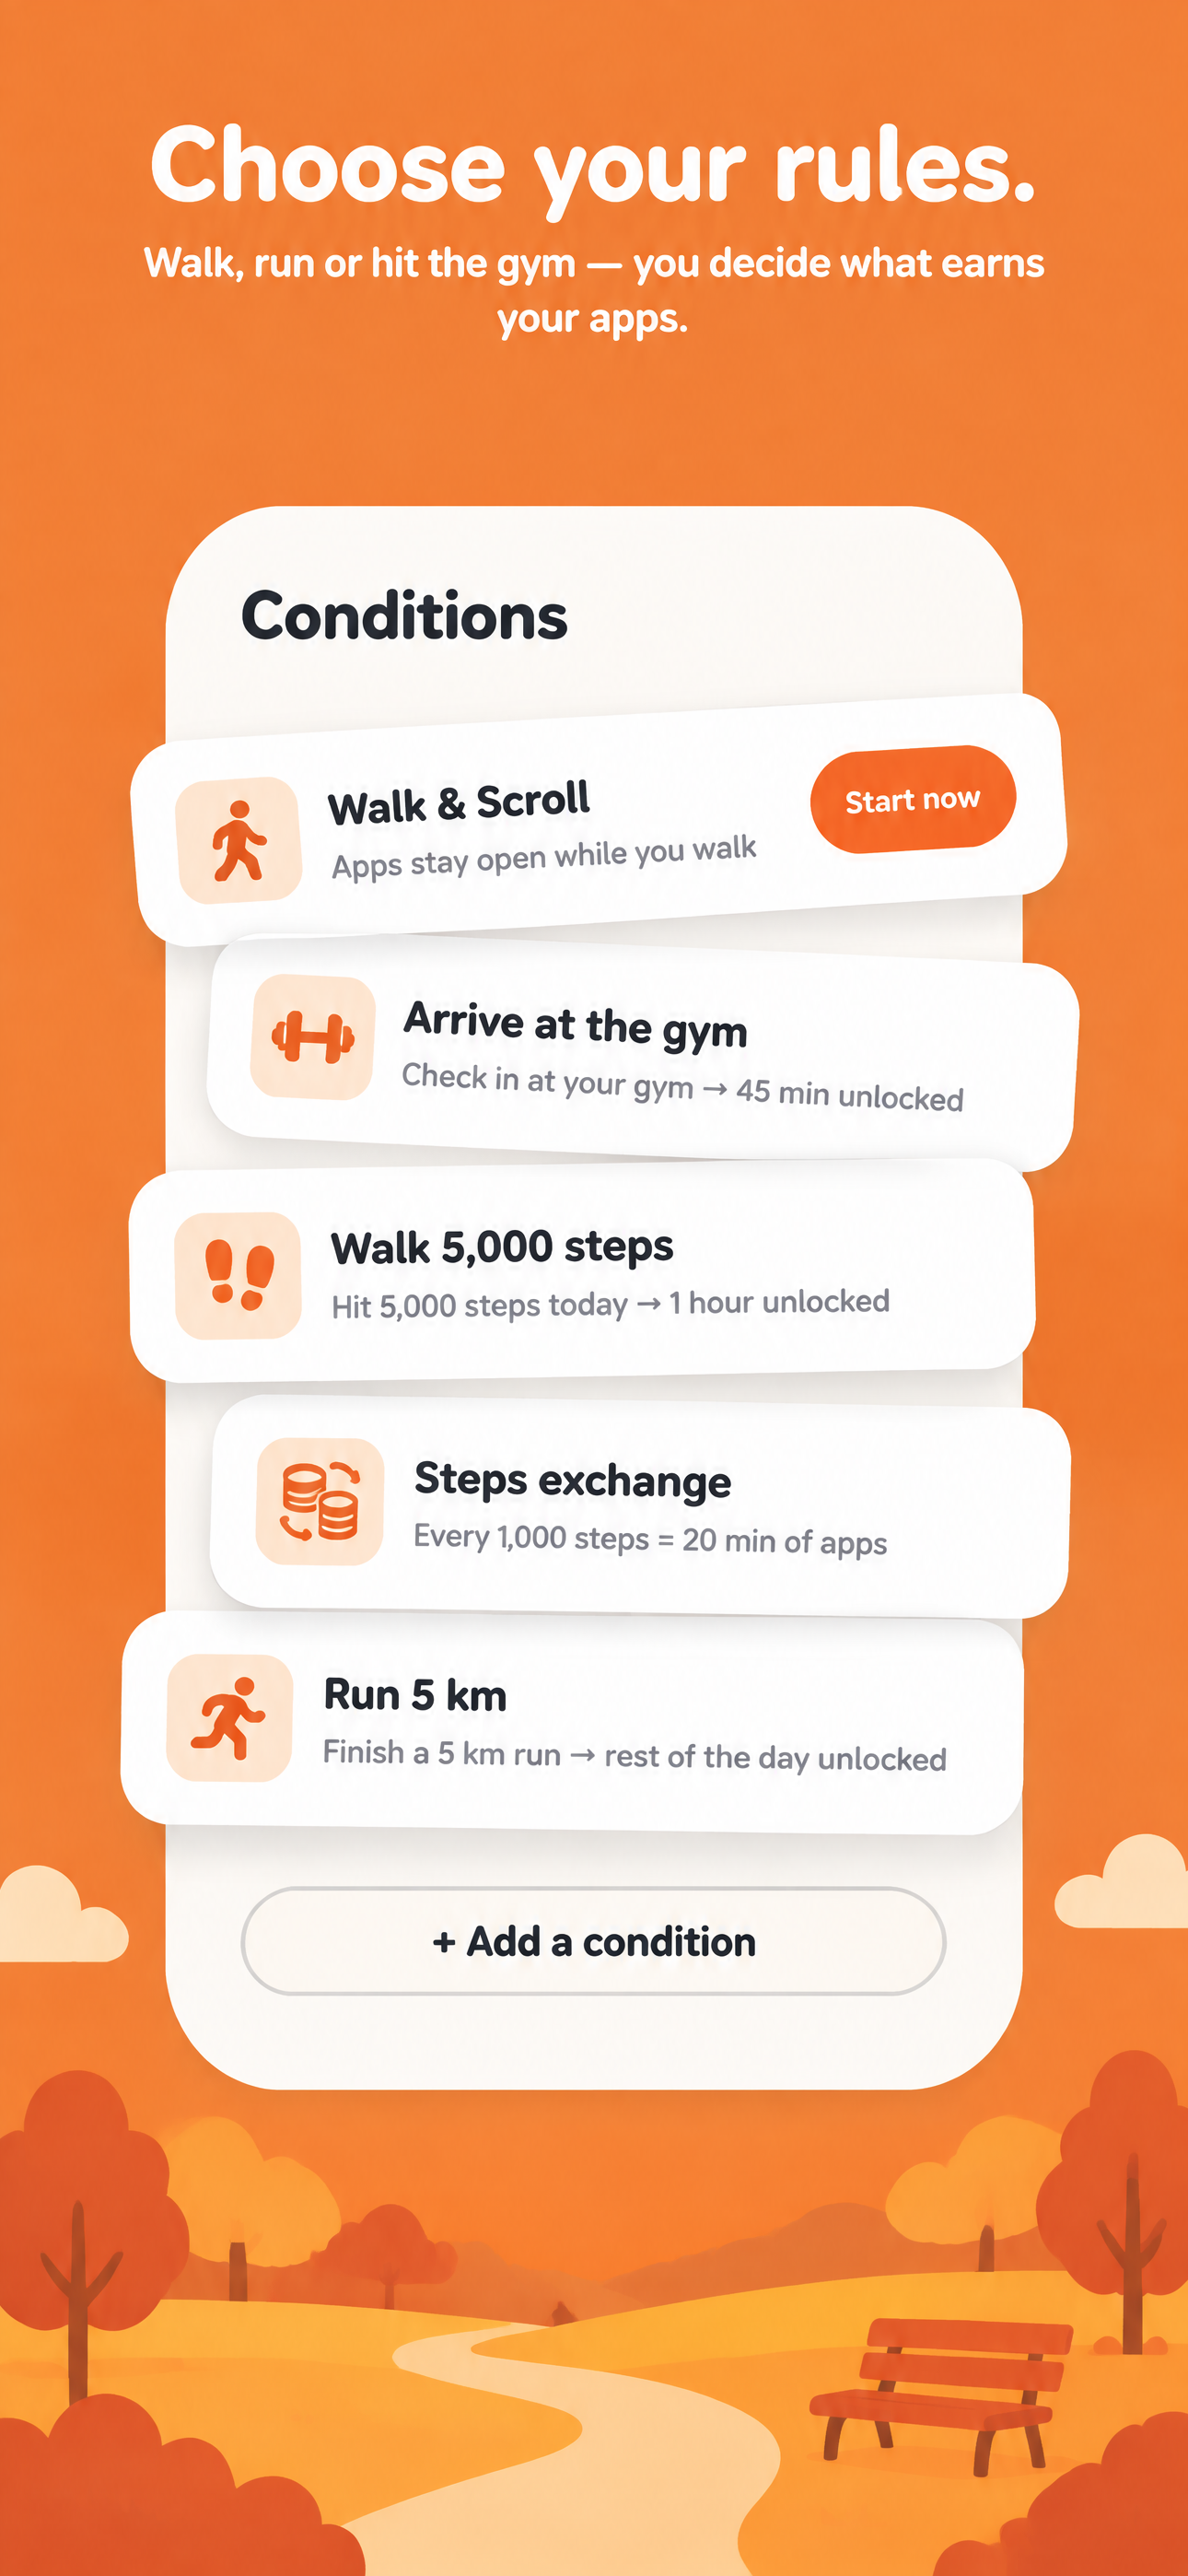 Choose your rules.
Walk, run or hit the gym — you decide what earns
your apps.
Conditions
Walk & Scroll
Apps stay open while you walk
Start now
Arrive at the gym
Check in at your gym → 45 min unlocked
Walk 5,000 steps
Hit 5,000 steps today → 1 hour unlocked
Steps exchange
Every 1,000 steps = 20 min of apps
Run 5 km
Finish a 5 km run → rest of the day unlocked
+ Add a condition